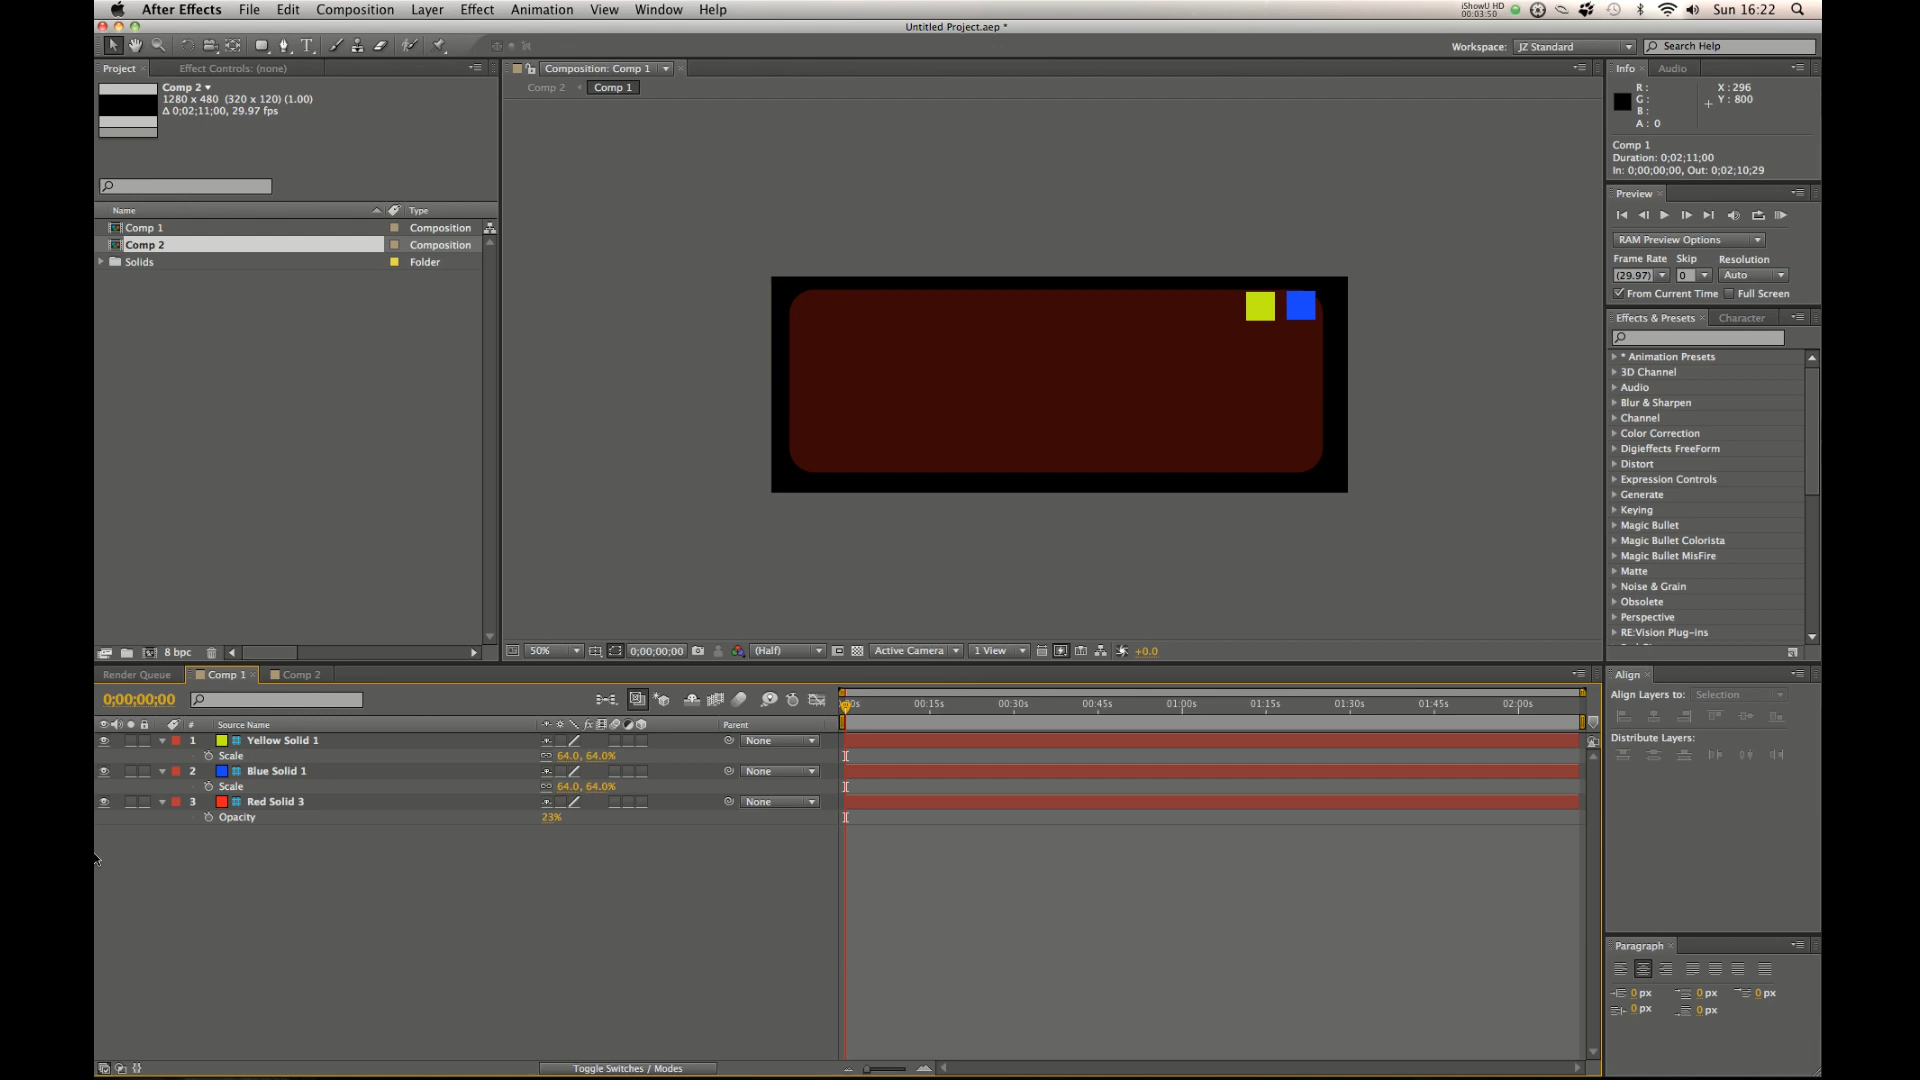 After Effects File Edit Composition Layer Effect Animation View Window Help
iShowU HD
00:03:50
Sun 16:22
Untitled Project.aep *
Workspace: JZ Standard
Search Help
Project
Effect Controls: (none)
Composition: Comp 1
Info
Audio
Comp 2
1280 x 480 (320 x 120) (1.00)
Δ 0;02;11;00, 29.97 fps
Comp 2
Comp 1
R :
G :
B :
A : 0
X : 296
Y : 800
Comp 1
Duration: 0;02;11;00
In: 0;00;00;00, Out: 0;02;10;29
Preview
Name
Type
Comp 1
Composition
Comp 2
Composition
Solids
Folder
RAM Preview Options
Frame Rate Skip Resolution
(29.97) 0 Auto
From Current Time Full Screen
Effects & Presets
Character
* Animation Presets
3D Channel
Audio
Blur & Sharpen
Channel
Color Correction
Digieffects FreeForm
Distort
Expression Controls
Generate
Keying
Magic Bullet
Magic Bullet Colorista
Magic Bullet MisFire
Matte
Noise & Grain
Obsolete
Perspective
RE:Vision Plug-ins
8 bpc
50%
0;00;00;00
(Half)
Active Camera
1 View
+0.0
Render Queue
Comp 1
Comp 2
0;00;00;00
00:15s 00:30s 00:45s 01:00s 01:15s 01:30s 01:45s 02:00s
# Source Name
Parent
1 Yellow Solid 1 None
Scale 64.0, 64.0%
2 Blue Solid 1 None
Scale 64.0, 64.0%
3 Red Solid 3 None
Opacity 23%
Toggle Switches / Modes
Align
Align Layers to: Selection
Distribute Layers:
Paragraph
0 px 0 px 0 px
0 px 0 px